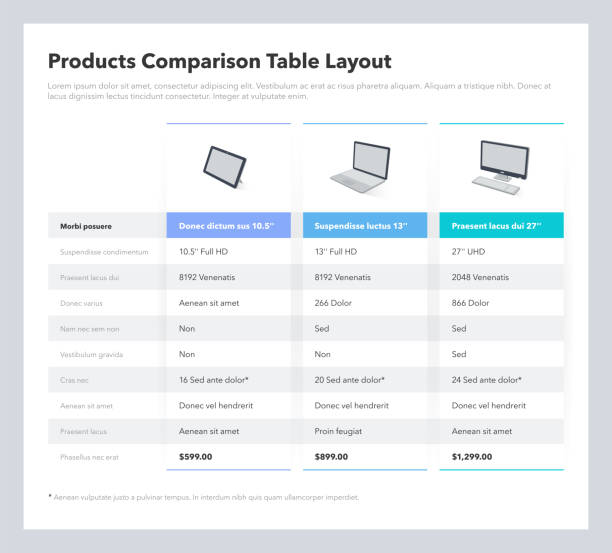 Products Comparison Table Layout
Lorem ipsum dolor sit amet, consectetur adipiscing elit. Vestibulum ac erat risus pharetra aliquam. Aliquam a tristique nibh. Donec at
lacus dignissim lectus tincidunt consectetur. Integer at vulputate enim.
Morbi posuere Donec dictum sus 10.5" Suspendisse luctus 13" Praesent lacus dui 27"
Suspendisse condimentum 10.5" Full HD 13" Full HD 27" UHD
Praesent lacus dui 8192 Venenatis 8192 Venenatis 2048 Venenatis
Donec varius Aenean sit amet 266 Dolor 866 Dolor
Nam nec sem non Non Sed Sed
Vestibulum gravida Non Non Sed
Cras nec 16 Sed ante dolor* 20 Sed ante dolor* 24 Sed ante dolor*
Aenean sit amet Donec vel hendrerit Donec vel hendrerit Donec vel hendrerit
Praesent lacus Aenean sit amet Proin feugiat Aenean sit amet
Phasellus nec erat $599.00 $899.00 $1,299.00
* Aenean vulputate justo a pulvinar tempus. In interdum nibh quis quam ullamcorper imperdiet.